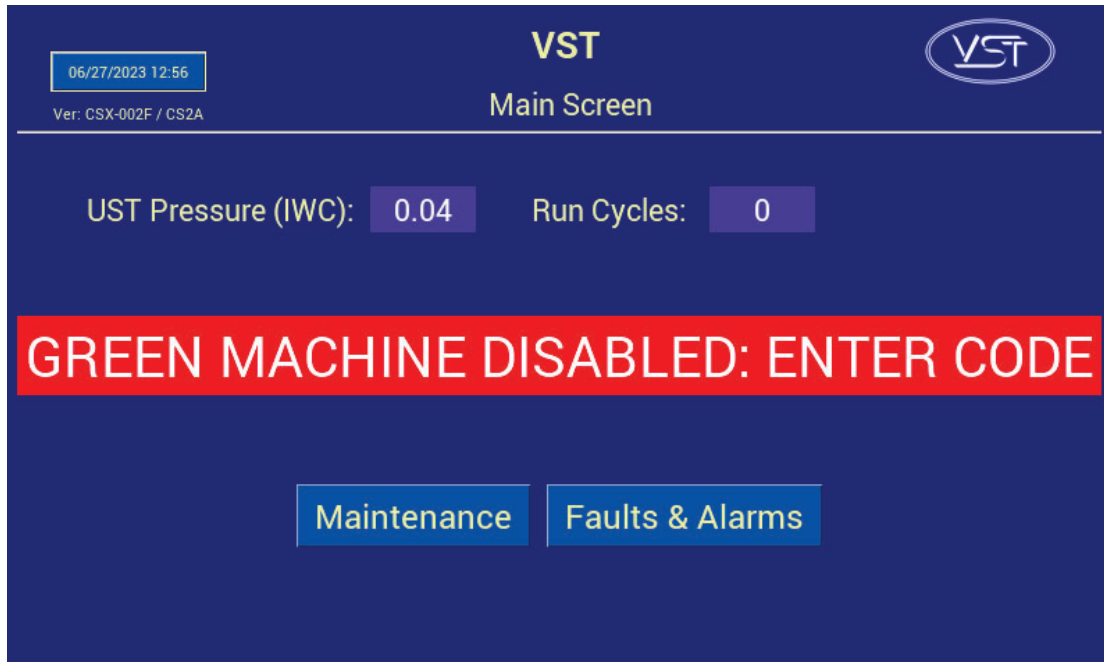 VST
VST
06/27/2023 12:56
Main Screen
Ver: CSX-002F / CS2A
UST Pressure (IWC): 0.04 Run Cycles: 0
GREEN MACHINE DISABLED: ENTER CODE
Maintenance Faults & Alarms